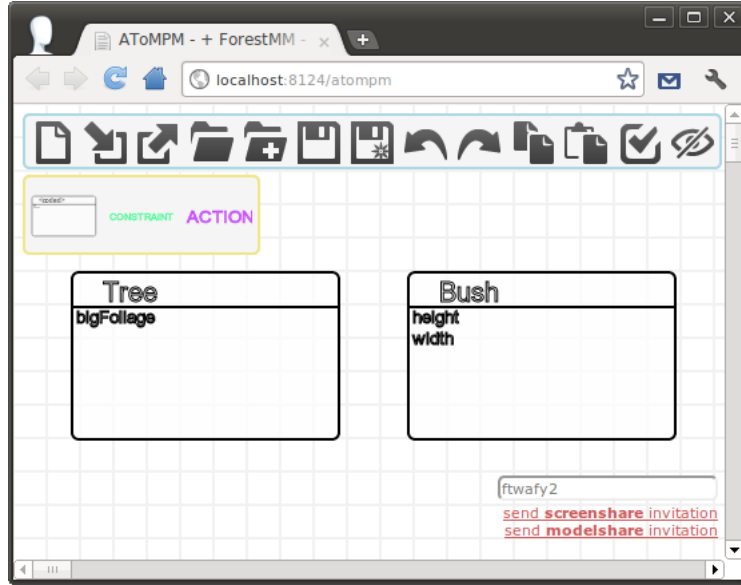 AToMPM - + ForestMM -
localhost:8124/atompm
CONSTRAINT
ACTION
Tree
bigFoliage
Bush
height
width
ftwafy2
send screenshare invitation
send modelshare invitation